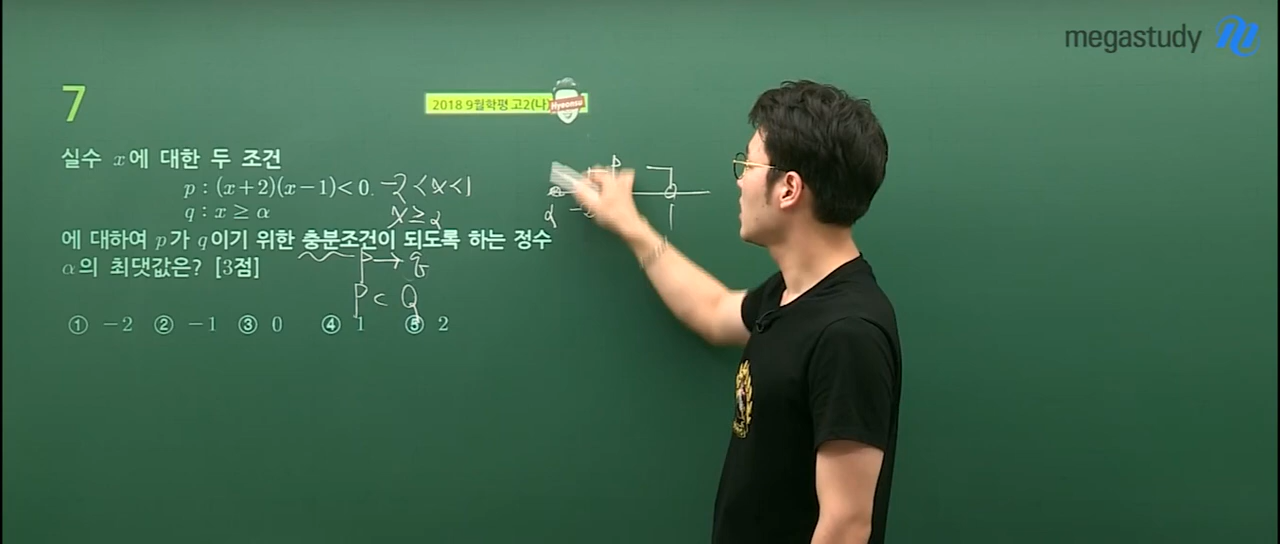 megastudy
7
2018 9월학평 고2(나)
Hyeonsu
실수 x에 대한 두 조건
p : (x+2)(x−1)<0. −2<x<1
q : x ≥ α x≥α
에 대하여 p가 q이기 위한 충분조건이 되도록 하는 정수
α의 최댓값은? [3점]
P→q
P⊂Q
① −2 ② −1 ③ 0 ④ 1 ⑤ 2
P
α −2 1